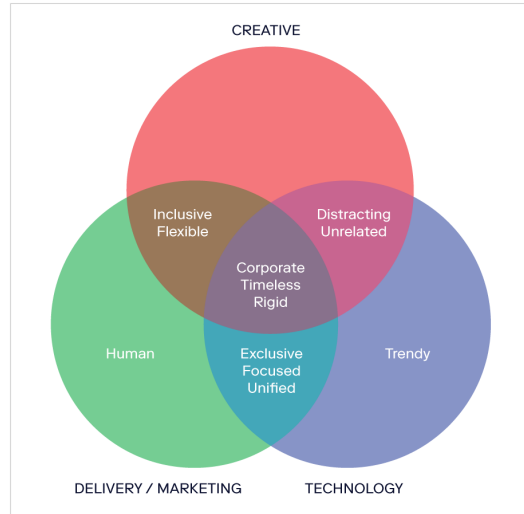 CREATIVE
Inclusive
Flexible
Distracting
Unrelated
Corporate
Timeless
Rigid
Human
Exclusive
Focused
Unified
Trendy
DELIVERY / MARKETING
TECHNOLOGY